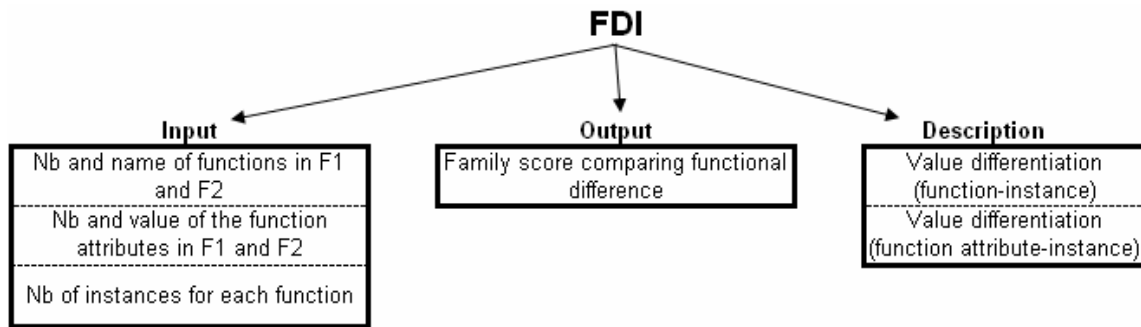 FDI
Input
Nb and name of functions in F1
and F2
Nb and value of the function
attributes in F1 and F2
Nb of instances for each function
Output
Family score comparing functional
difference
Description
Value differentiation
(function-instance)
Value differentiation
(function attribute-instance)